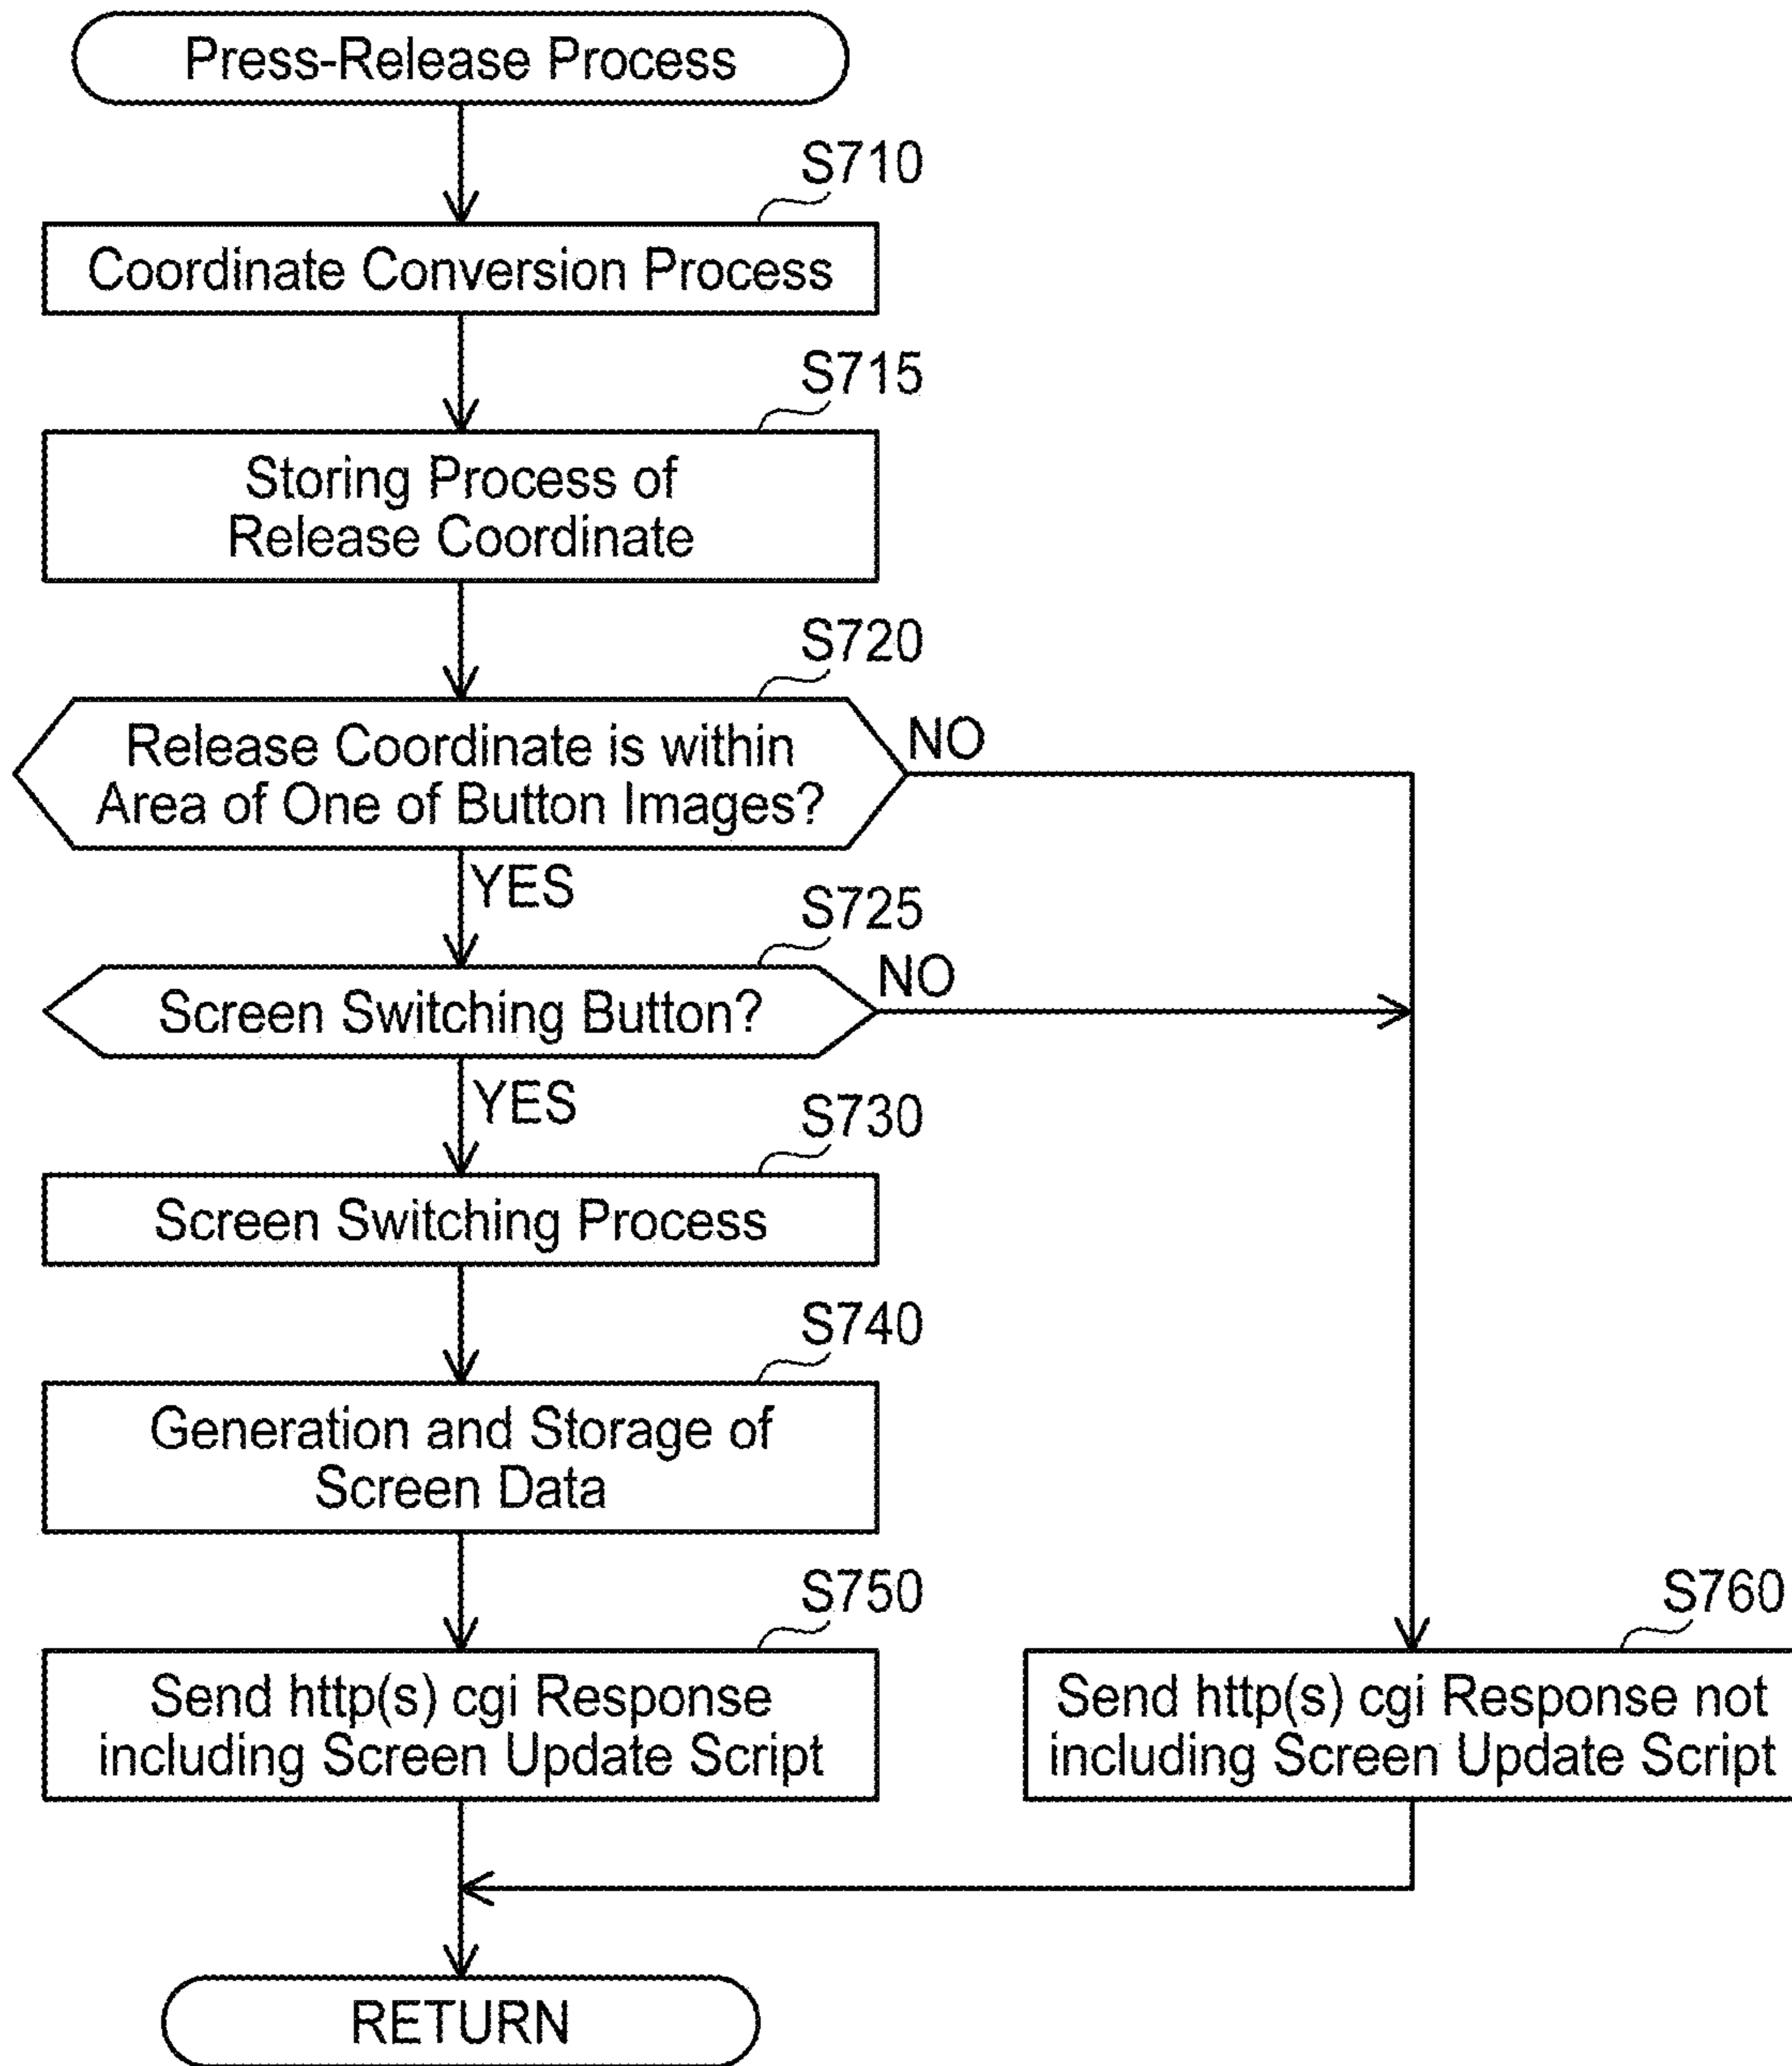 Press-Release Process
S710
Coordinate Conversion Process
S715
Storing Process of
Release Coordinate
S720
Release Coordinate is within
Area of One of Button Images?
NO
YES
S725
Screen Switching Button?
NO
YES
S730
Screen Switching Process
S740
Generation and Storage of
Screen Data
S750
Send http(s) cgi Response
including Screen Update Script
S760
Send http(s) cgi Response not
including Screen Update Script
RETURN